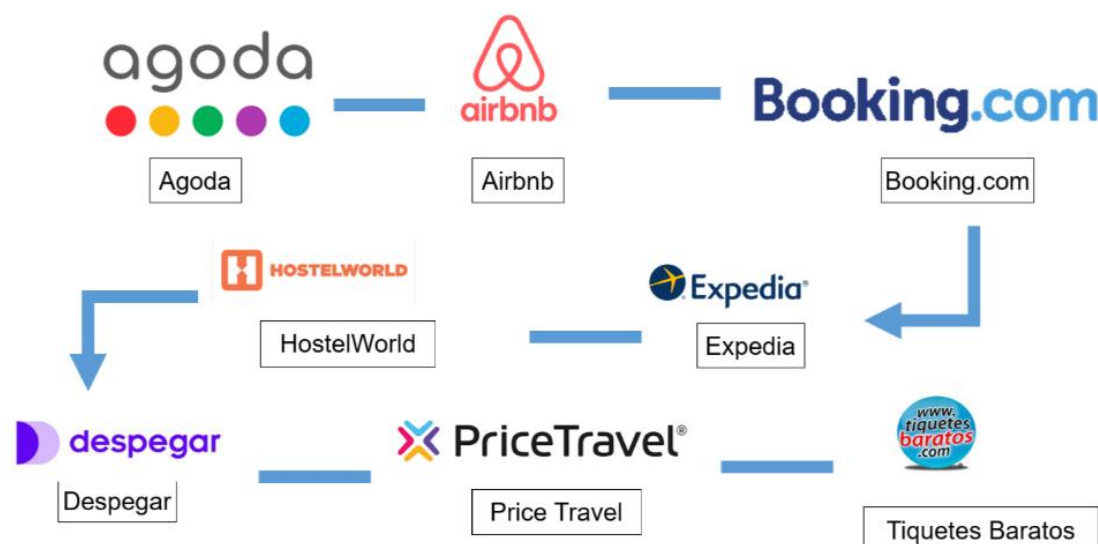 agoda
airbnb
Booking.com
Agoda
Airbnb
Booking.com
HOSTELWORLD
Expedia®
HostelWorld
Expedia
despegar
PriceTravel®
www.
tiquetes
baratos
.com
Despegar
Price Travel
Tiquetes Baratos